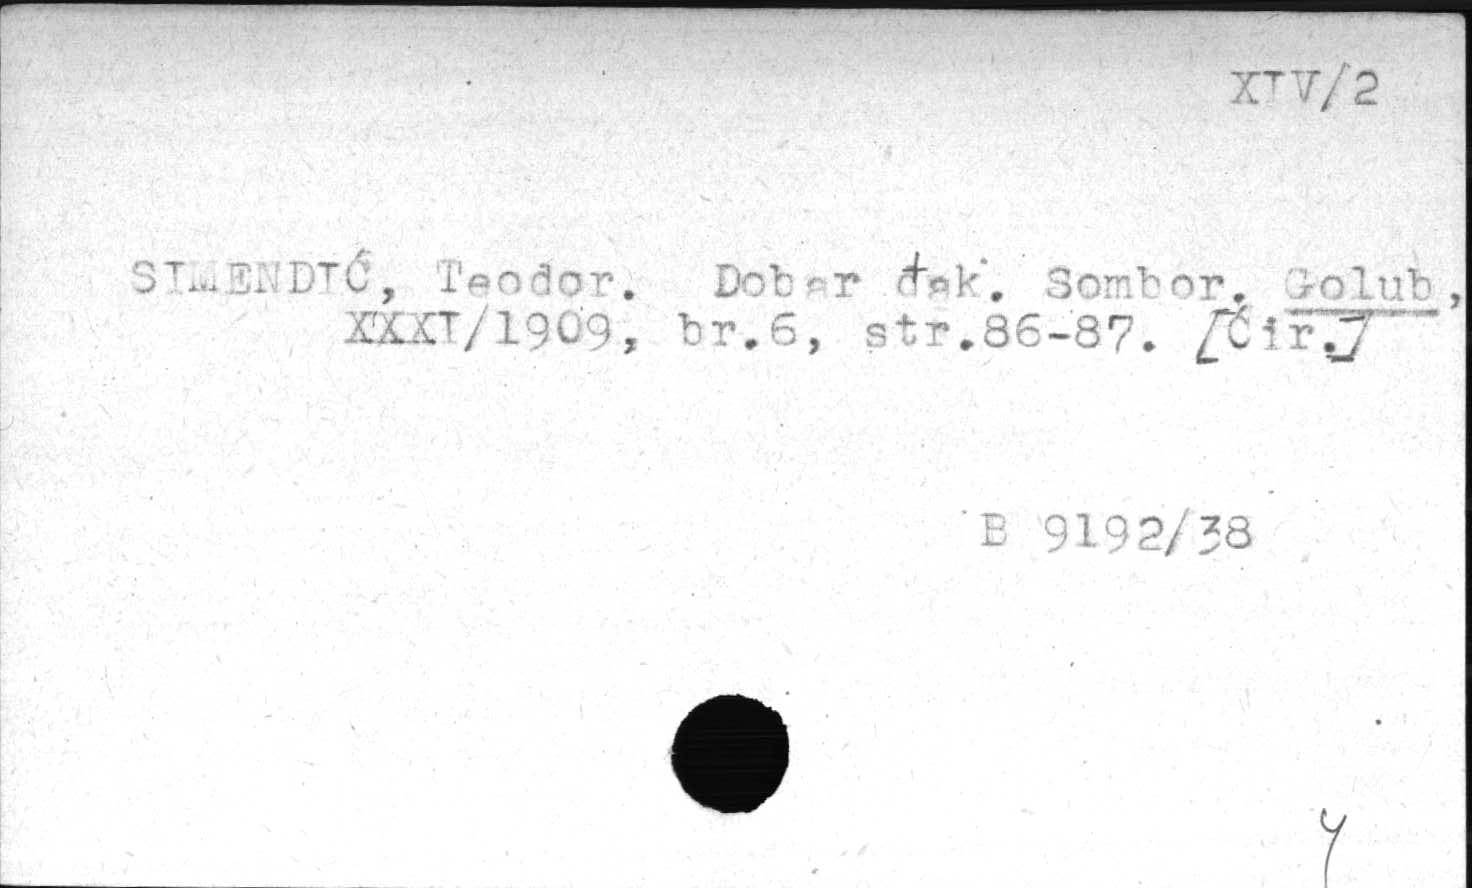 XIV/2
SIMENDIĆ, Teodor. Dobar đak. Sombor. Golub,
XXXI/1909, br.6, str.86-87. [Ćir.]
B 9192/38